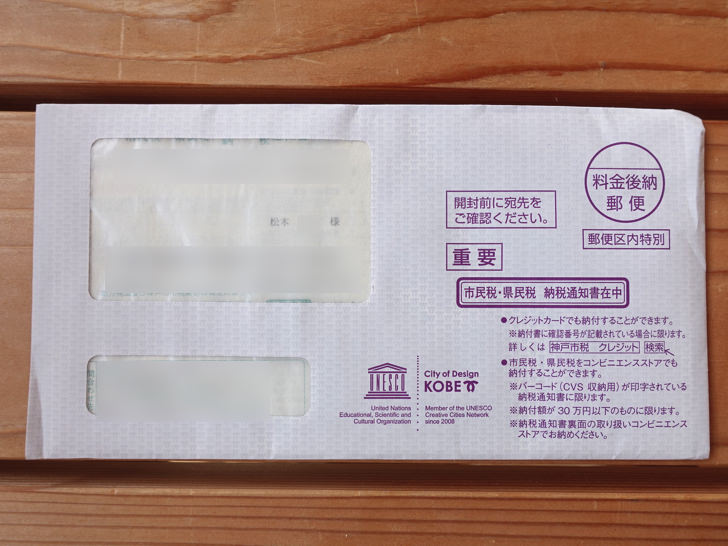 松本 様
料金後納
郵便
郵便区内特別
開封前に宛先を
ご確認ください。
重要
市民税・県民税 納税通知書在中
●クレジットカードでも納付することができます。
※納付書に確認番号が記載されている場合に限ります。
詳しくは 神戸市税 クレジット 検索
●市民税・県民税をコンビニエンスストアでも
納付することができます。
※バーコード(CVS 収納用)が印字されている
納税通知書に限ります。
※納付額が 30 万円以下のものに限ります。
※納税通知書裏面の取り扱いコンビニエンス
ストアでお納めください。
UNESCO
United Nations
Educational, Scientific and
Cultural Organization
City of Design
KOBE
Member of the UNESCO
Creative Cities Network
since 2008